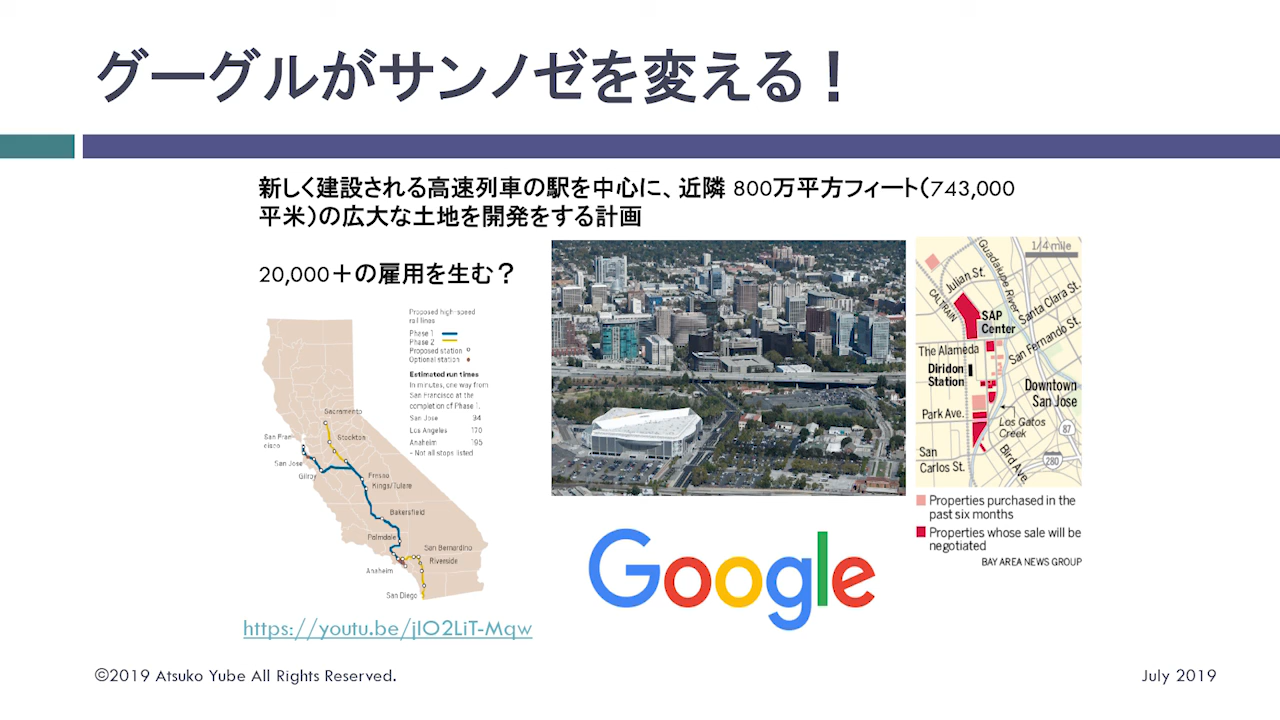 グーグルがサンノゼを変える！
新しく建設される高速列車の駅を中心に、近隣 800万平方フィート（743,000
平米）の広大な土地を開発をする計画
20,000＋の雇用を生む？
Proposed high-speed
rail lines
Phase 1
Phase 2
Proposed station
Optional station
Estimated run times
In minutes, one way from
San Francisco at the
completion of Phase 1.
San Jose 34
Los Angeles 170
Anaheim 195
– Not all stops listed
Sacramento
Stockton
San Fran
cisco
San Jose
Gilroy
Fresno
Kings/Tulare
Bakersfield
Palmdale
San Bernardino
Riverside
Anaheim
San Diego
https://youtu.be/jIO2LiT-Mqw
1/4 mile
Guadalupe River
Julian St.
CALTRAIN
Santa Clara St.
SAP
Center
San Fernando St.
The Alameda
Diridon
Station
Downtown
San Jose
Park Ave.
Los Gatos
Creek
87
San
Carlos St.
Bird Ave.
280
Properties purchased in the
past six months
Properties whose sale will be
negotiated
BAY AREA NEWS GROUP
Google
©2019 Atsuko Yube All Rights Reserved.
July 2019